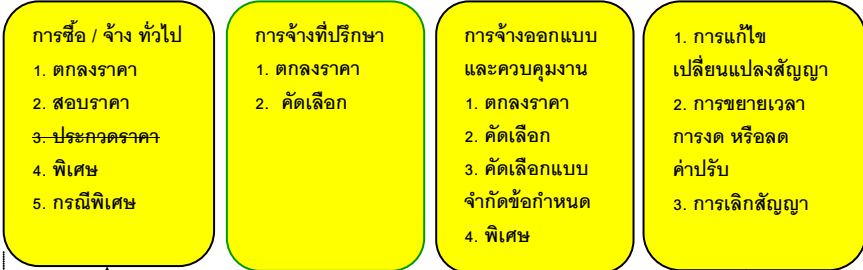 การซื้อ / จ้าง ทั่วไป
1. ตกลงราคา
2. สอบราคา
3. ประกวดราคา
4. พิเศษ
5. กรณีพิเศษ
การจ้างที่ปรึกษา
1. ตกลงราคา
2. คัดเลือก
การจ้างออกแบบ
และควบคุมงาน
1. ตกลงราคา
2. คัดเลือก
3. คัดเลือกแบบ
จำกัดข้อกำหนด
4. พิเศษ
1. การแก้ไข
เปลี่ยนแปลงสัญญา
2. การขยายเวลา
การงด หรือลด
ค่าปรับ
3. การเลิกสัญญา